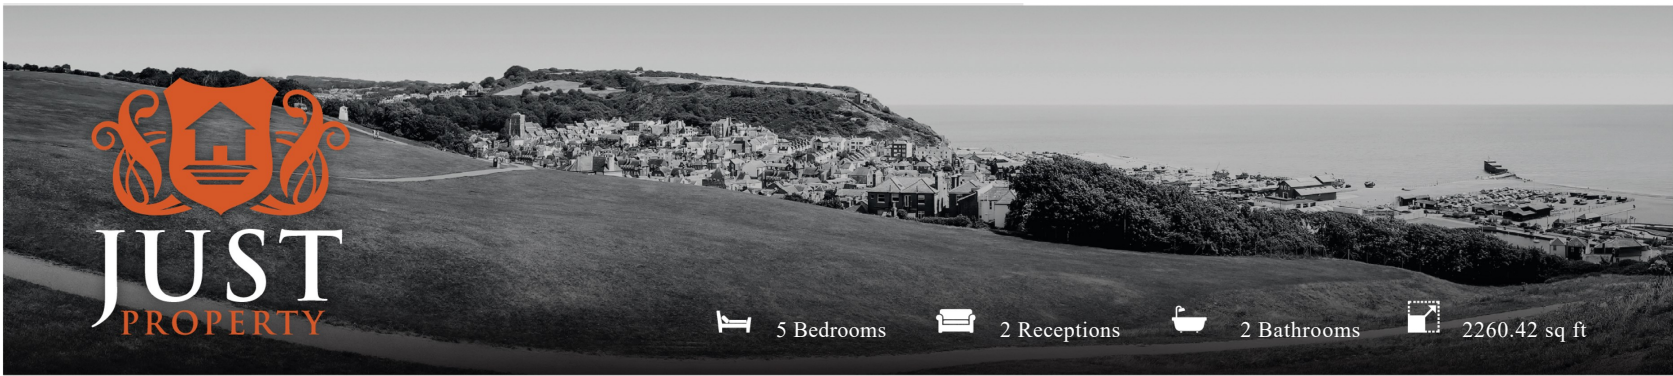 JUST
PROPERTY
5 Bedrooms
2 Receptions
2 Bathrooms
2260.42 sq ft